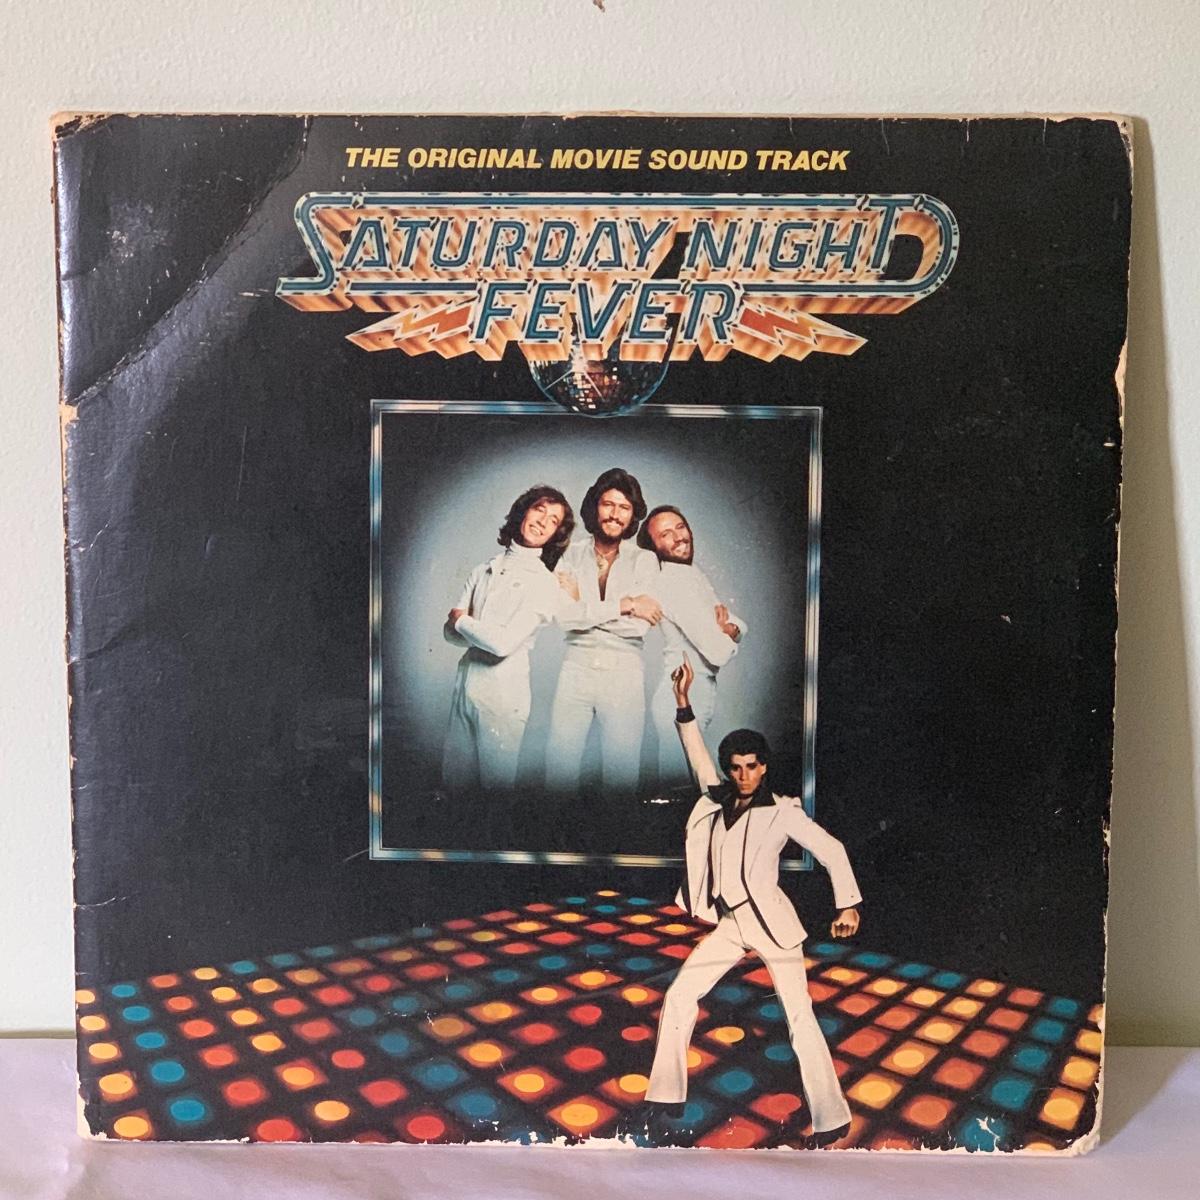 THE ORIGINAL MOVIE SOUND TRACK
SATURDAY NIGHT
FEVER